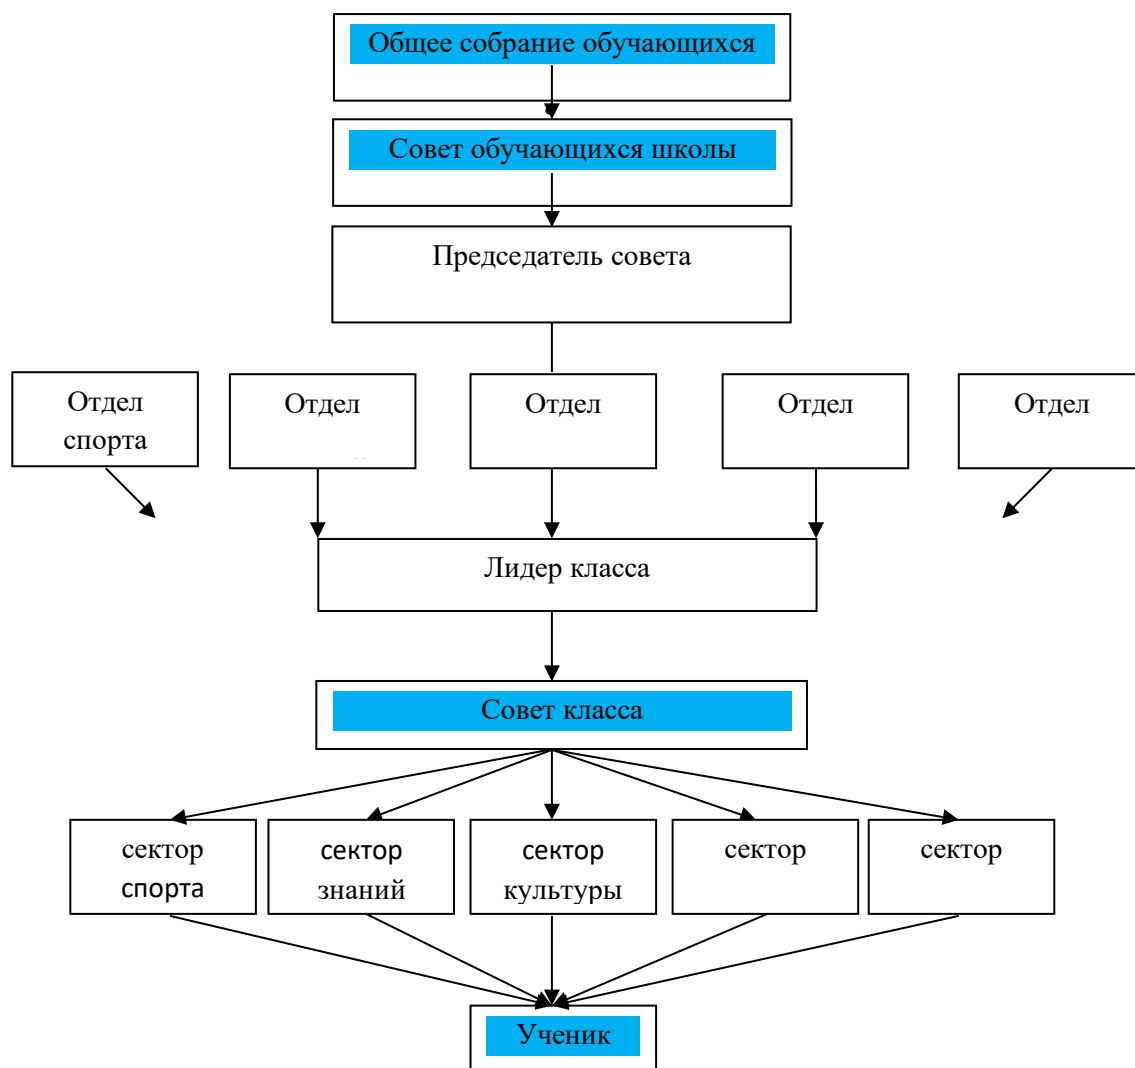 Общее собрание обучающихся
Совет обучающихся школы
Председатель совета
Отдел
спорта
Отдел
Отдел
Отдел
Отдел
Лидер класса
Совет класса
сектор
спорта
сектор
знаний
сектор
культуры
сектор
сектор
Ученик